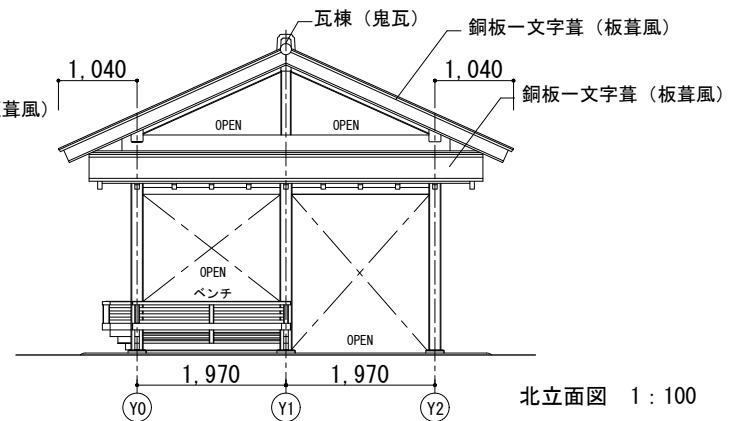 瓦棟（鬼瓦）
銅板一文字葺（板葺風）
1,040
1,040
銅板一文字葺（板葺風）
葺風）
OPEN
OPEN
OPEN
ベンチ
OPEN
1,970
1,970
Y0
Y1
Y2
北立面図　1：100